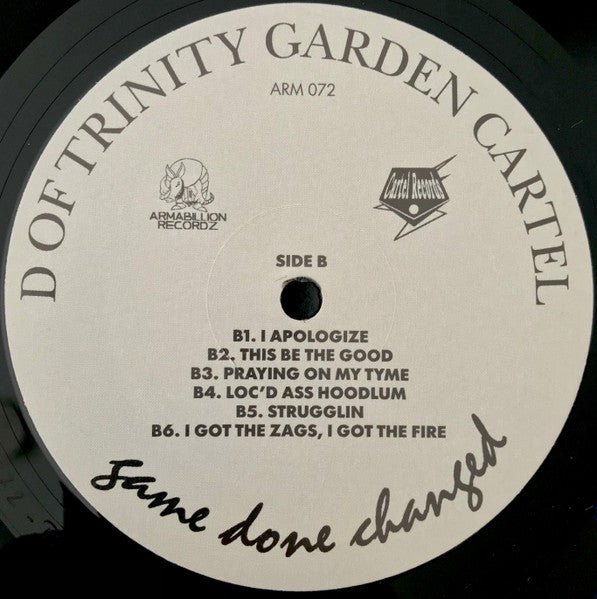 D OF TRINITY GARDEN CARTEL
ARM 072
ARMABILLION
RECORDZ
Cartel Records
SIDE B
B1. I APOLOGIZE
B2. THIS BE THE GOOD
B3. PRAYING ON MY TYME
B4. LOC'D ASS HOODLUM
B5. STRUGGLIN
B6. I GOT THE ZAGS, I GOT THE FIRE
game done changed